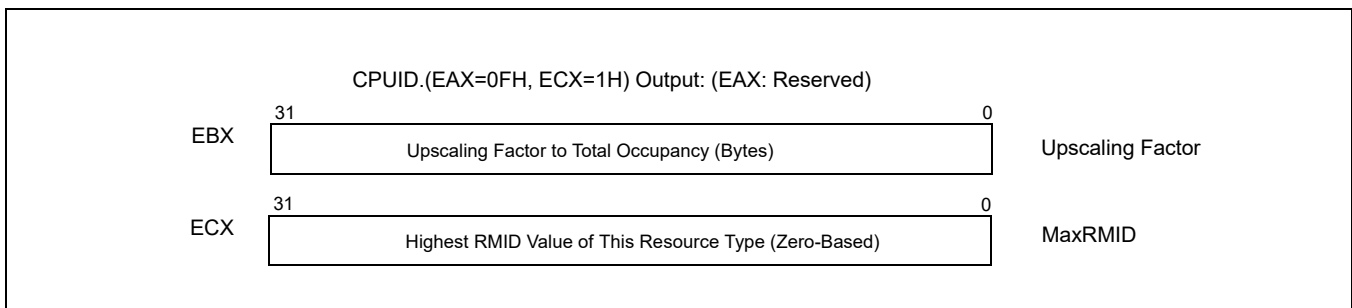 CPUID.(EAX=0FH, ECX=1H) Output: (EAX: Reserved)
31 0
EBX Upscaling Factor to Total Occupancy (Bytes) Upscaling Factor
31 0
ECX Highest RMID Value of This Resource Type (Zero-Based) MaxRMID